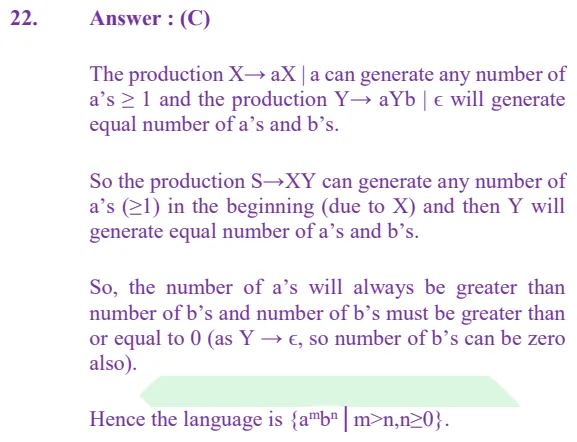 22. Answer : (C)
The production X→ aX | a can generate any number of
a’s ≥ 1 and the production Y→ aYb | ϵ will generate
equal number of a’s and b’s.
So the production S→XY can generate any number of
a’s (≥1) in the beginning (due to X) and then Y will
generate equal number of a’s and b’s.
So, the number of a’s will always be greater than
number of b’s and number of b’s must be greater than
or equal to 0 (as Y → ϵ, so number of b’s can be zero
also).
Hence the language is {aᵐbⁿ│m>n,n≥0}.